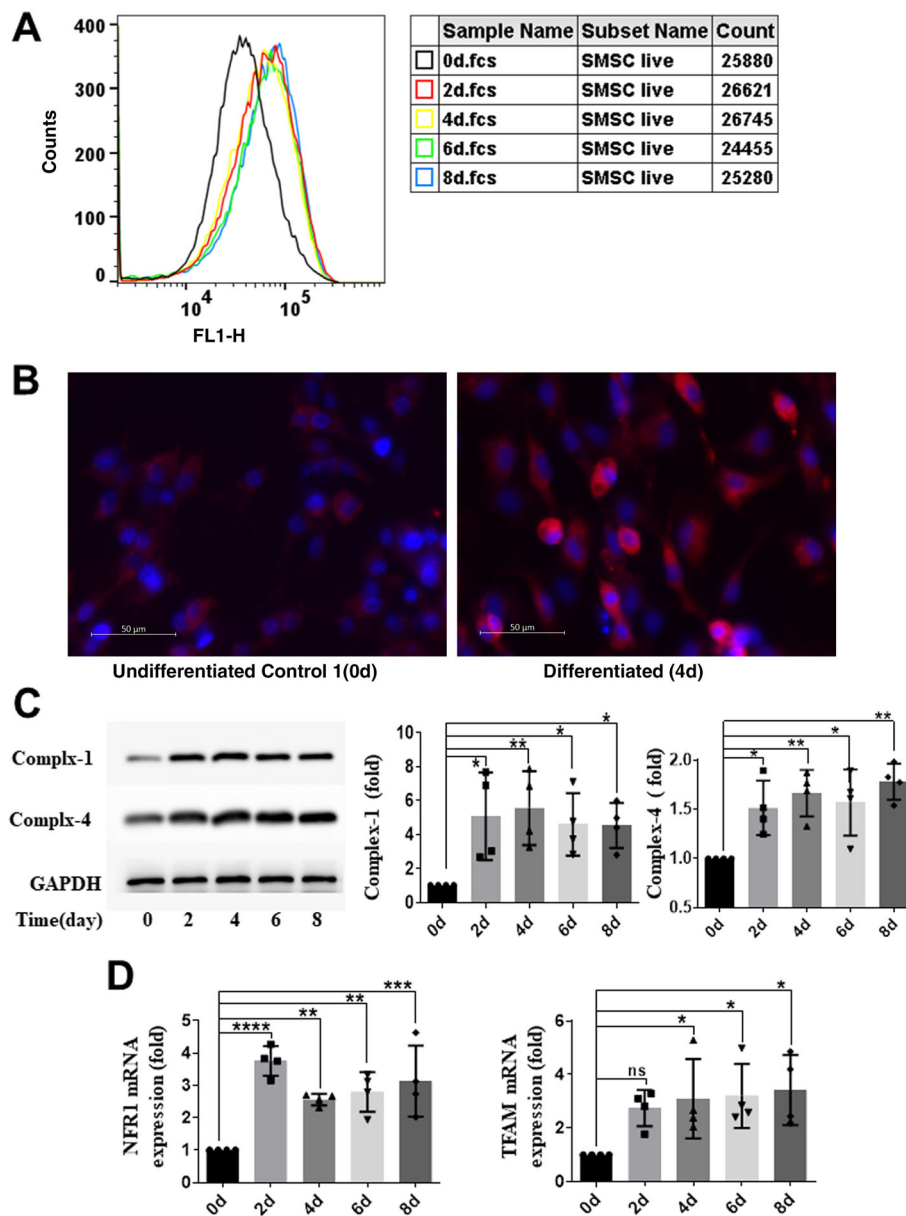 A
400
300
200
100
0
Counts
10^4 10^5
FL1-H
Sample Name Subset Name Count
0d.fcs SMSC live 25880
2d.fcs SMSC live 26621
4d.fcs SMSC live 26745
6d.fcs SMSC live 24455
8d.fcs SMSC live 25280
B
50 μm
50 μm
Undifferentiated Control 1(0d)
Differentiated (4d)
C
Complx-1
Complx-4
GAPDH
Time(day) 0 2 4 6 8
Complex-1 (fold)
10
8
6
4
2
0
*
**
*
*
0d 2d 4d 6d 8d
Complex-4 ( fold)
2.0
1.5
1.0
0.5
*
**
*
**
0d 2d 4d 6d 8d
D
NFR1 mRNA
expression (fold)
5
4
3
2
1
0
****
**
**
***
0d 2d 4d 6d 8d
TFAM mRNA
expression (fold)
6
4
2
0
ns
*
*
*
0d 2d 4d 6d 8d